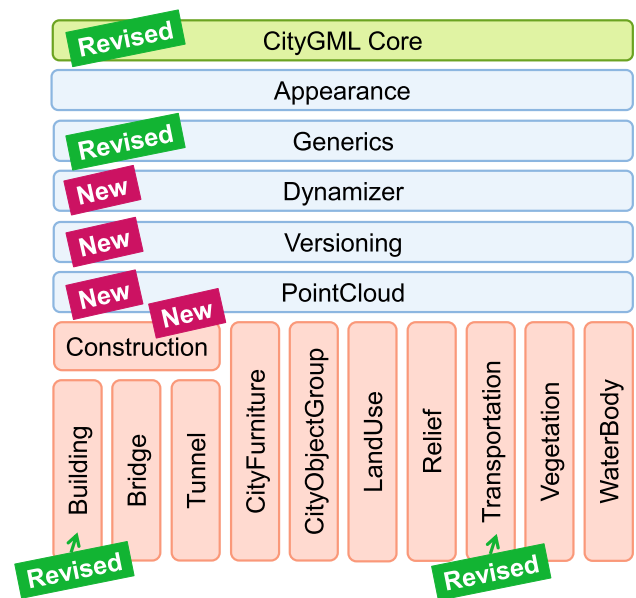 Revised
CityGML Core
Appearance
Revised
Generics
New
Dynamizer
New
Versioning
New
PointCloud
New
Construction
Building
Bridge
Tunnel
CityFurniture
CityObjectGroup
LandUse
Relief
Transportation
Vegetation
WaterBody
Revised
Revised